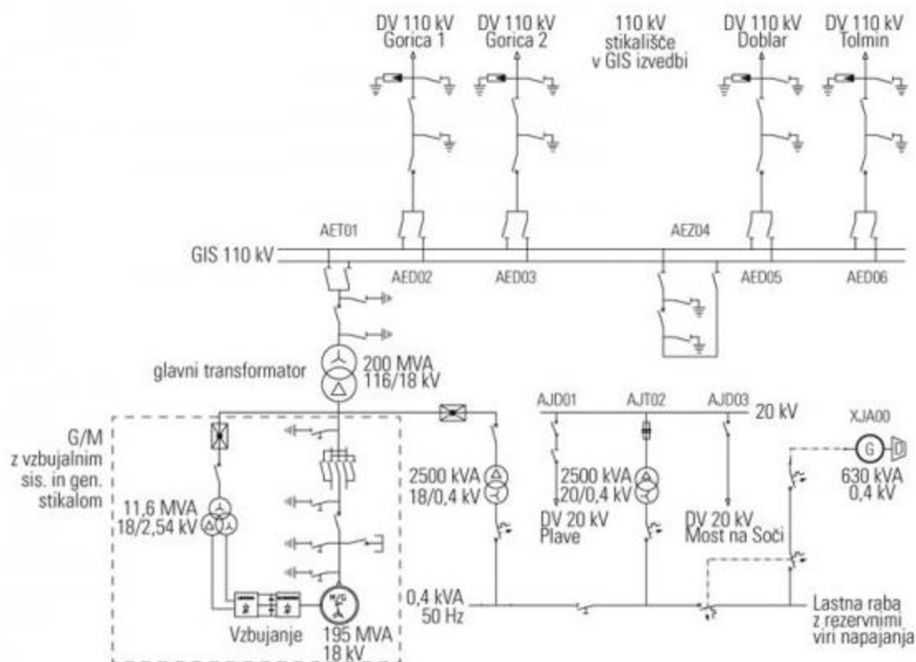 DV 110 kV
Gorica 1
DV 110 kV
Gorica 2
110 kV
stikališče
v GIS izvedbi
DV 110 kV
Doblar
DV 110 kV
Tolmin
AET01
AEZ04
GIS 110 kV
AED02
AED03
AED05
AED06
glavni transformator
200 MVA
116/18 kV
G/M
z vzbujalnim
sis. in gen.
stikalom
11,6 MVA
18/2,54 kV
Vzbujanje
M/G
195 MVA
18 kV
2500 kVA
18/0,4 kV
AJD01
AJT02
AJD03
20 kV
2500 kVA
20/0,4 kV
DV 20 kV
Plave
DV 20 kV
Most na Soči
XJA00
G
D
630 kVA
0,4 kV
0,4 kVA
50 Hz
Lastna raba
z rezervnimi
viri napajanja